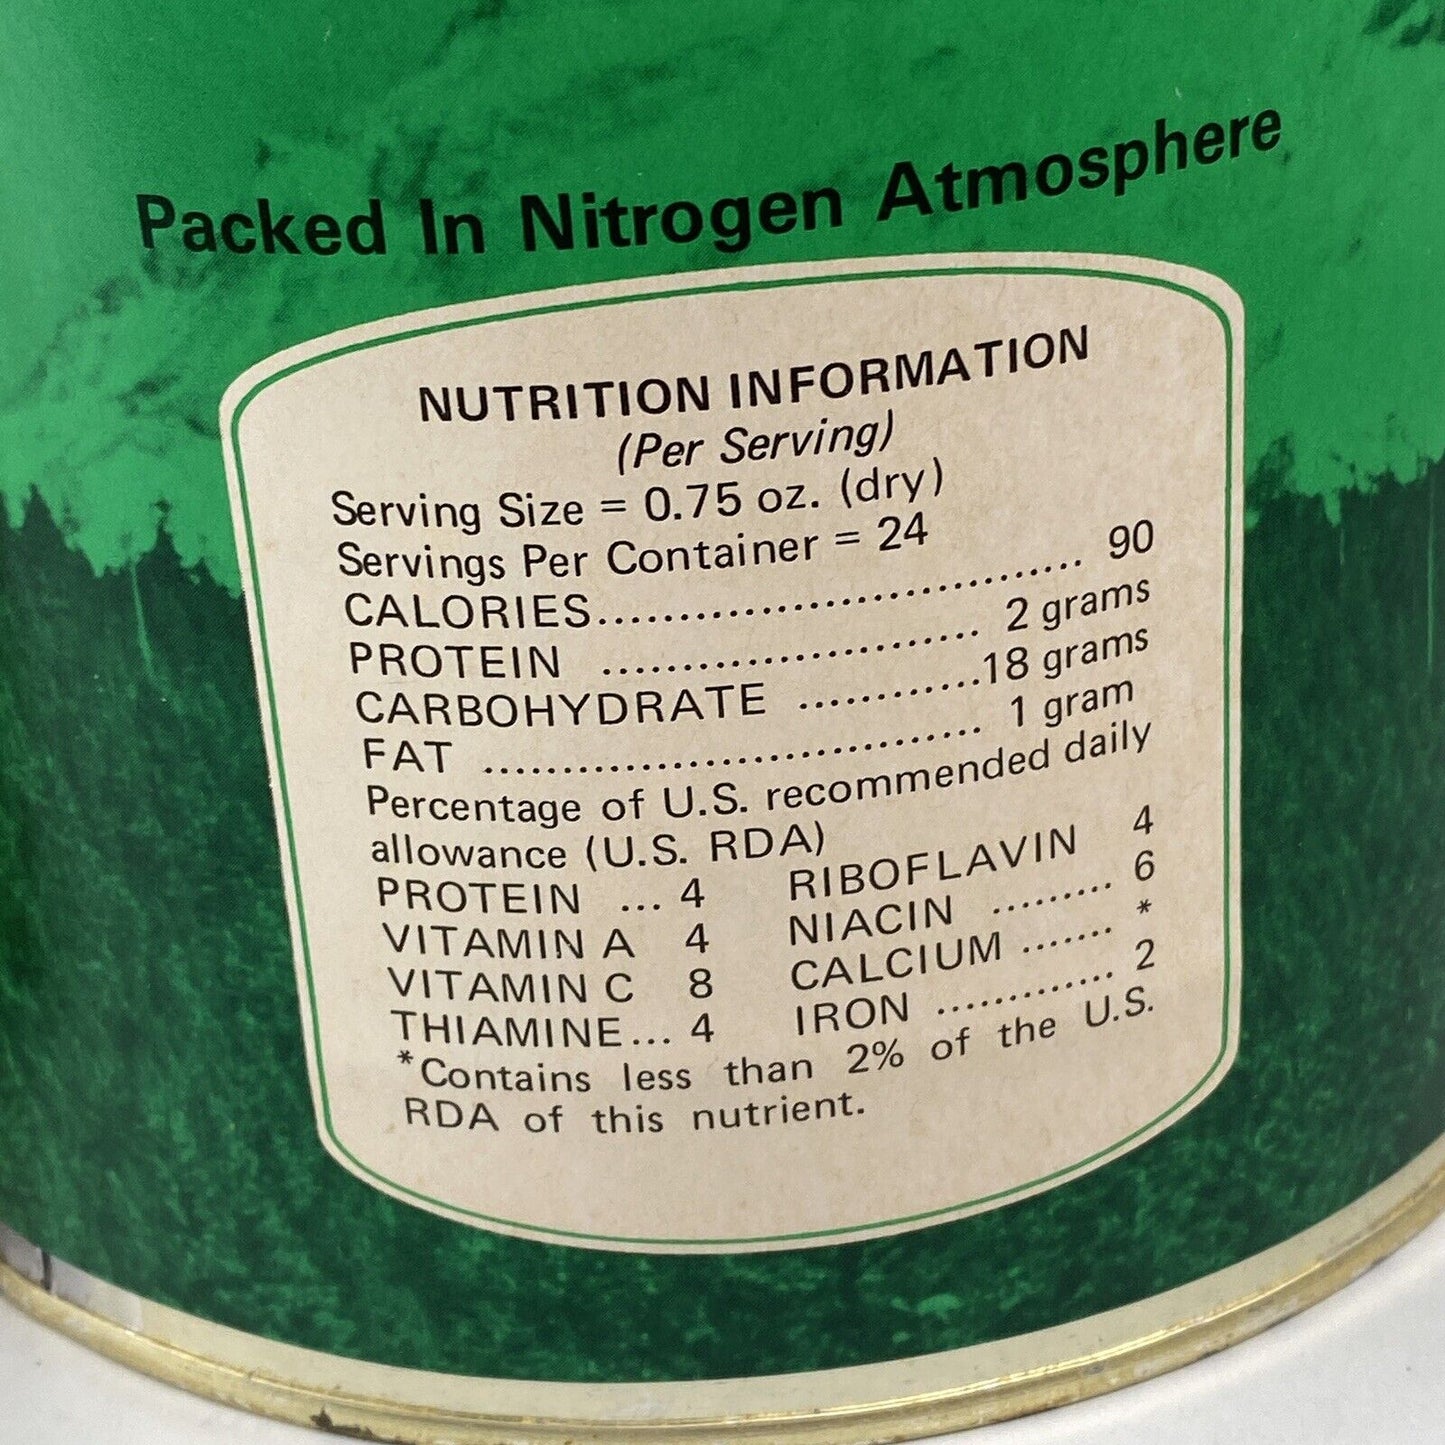 Packed In Nitrogen Atmosphere
NUTRITION INFORMATION
(Per Serving)
Serving Size = 0.75 oz. (dry)
Servings Per Container = 24
CALORIES.................................... 90
PROTEIN ........................... 2 grams
CARBOHYDRATE ............18 grams
FAT ................................... 1 gram
Percentage of U.S. recommended daily
allowance (U.S. RDA)
PROTEIN ... 4 RIBOFLAVIN 4
VITAMIN A 4 NIACIN .......... 6
VITAMIN C 8 CALCIUM ....... *
THIAMINE... 4 IRON .............. 2
*Contains less than 2% of the U.S.
RDA of this nutrient.